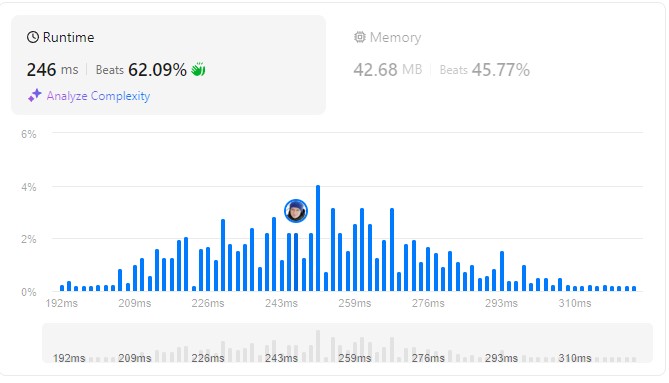 Runtime
Memory
246 ms | Beats 62.09%
42.68 MB | Beats 45.77%
Analyze Complexity
6%
4%
2%
0%
192ms 209ms 226ms 243ms 259ms 276ms 293ms 310ms
192ms 209ms 226ms 243ms 259ms 276ms 293ms 310ms